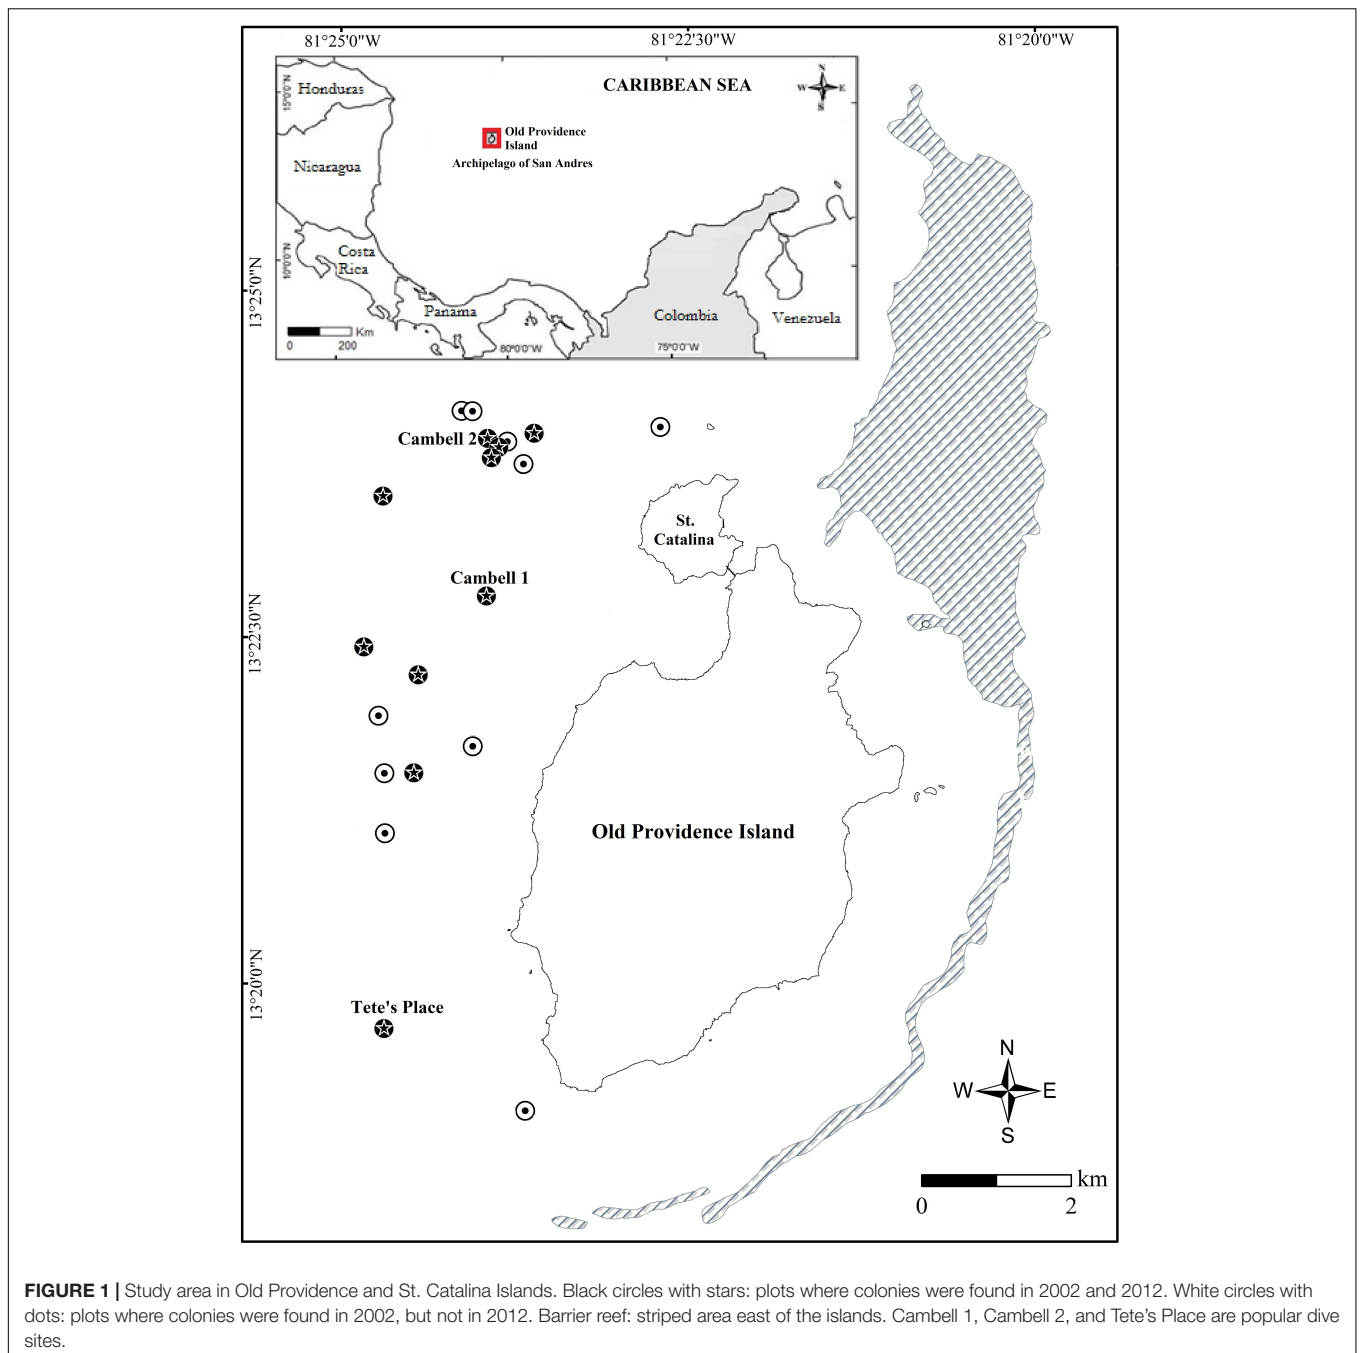 81°25'0"W
81°22'30"W
81°20'0"W
CARIBBEAN SEA
N
W
E
S
15°0'0"N
Honduras
Old Providence
Island
Archipelago of San Andres
Nicaragua
Costa
Rica
10°0'0"N
Panama
Colombia
Venezuela
Km
0
200
80°0'0"W
75°0'0"W
13°25'0"N
Cambell 2
St.
Catalina
Cambell 1
13°22'30"N
Old Providence Island
13°20'0"N
Tete's Place
N
W
E
S
km
0
2
FIGURE 1 | Study area in Old Providence and St. Catalina Islands. Black circles with stars: plots where colonies were found in 2002 and 2012. White circles with
dots: plots where colonies were found in 2002, but not in 2012. Barrier reef: striped area east of the islands. Cambell 1, Cambell 2, and Tete's Place are popular dive
sites.